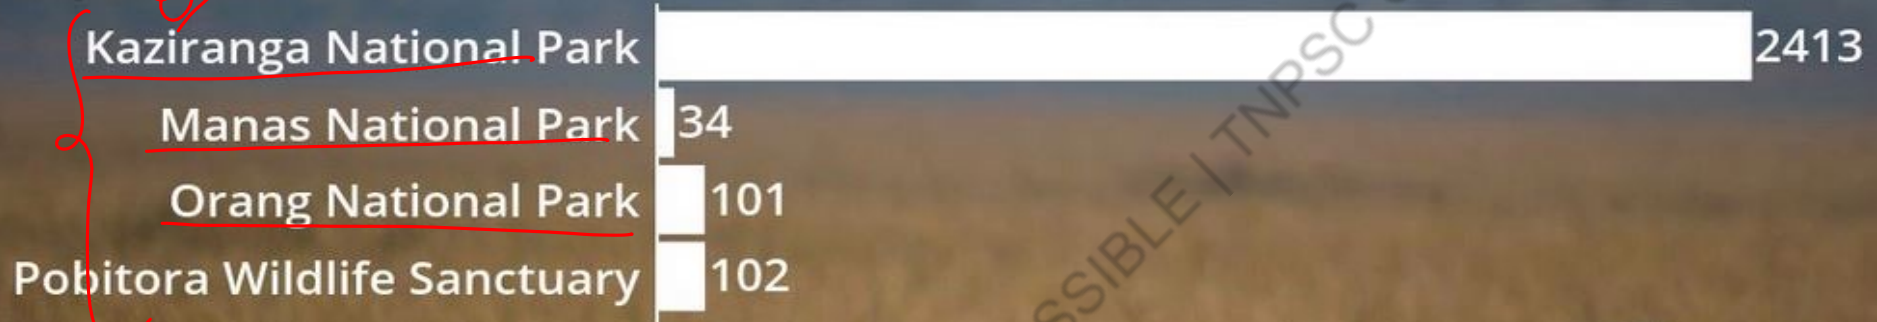 Kaziranga National Park 2413
Manas National Park 34
Orang National Park 101
Pobitora Wildlife Sanctuary 102
SSIBLE | TNPSC